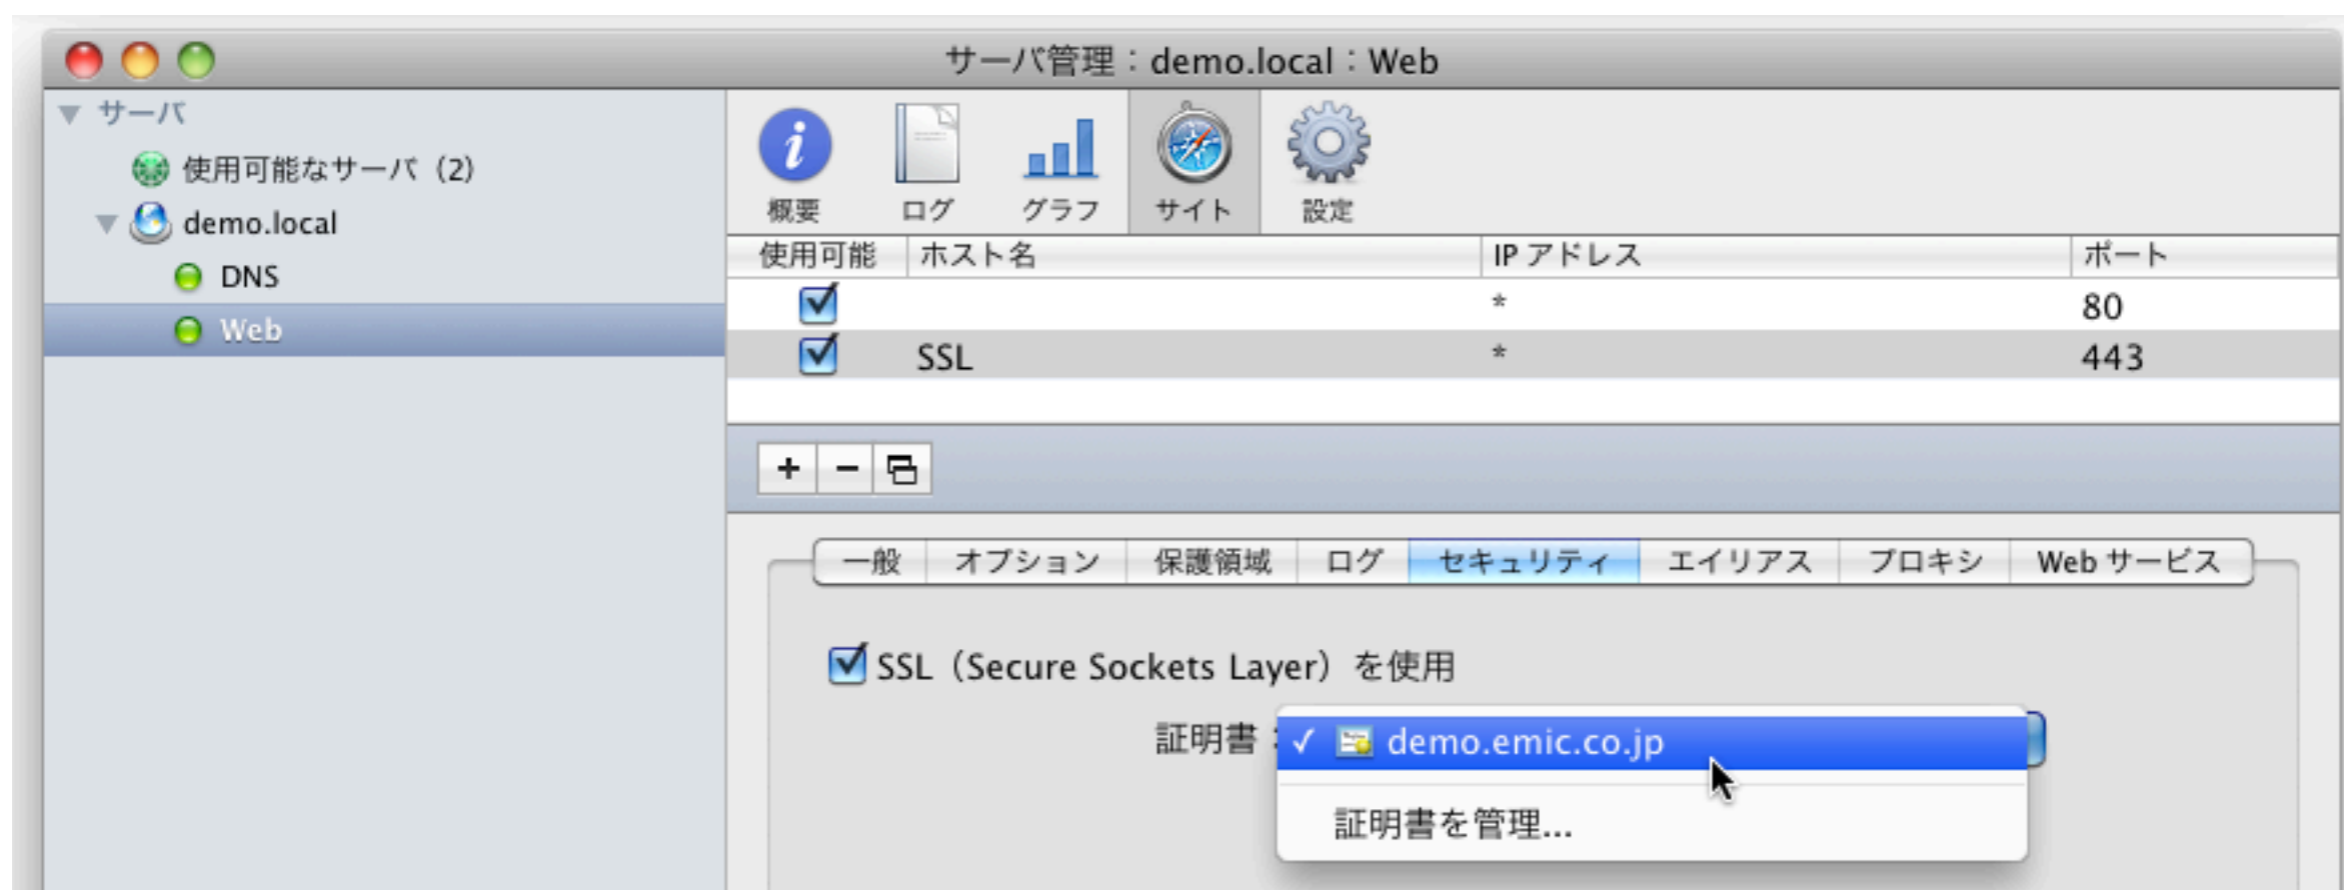 サーバ管理：demo.local：Web
サーバ
使用可能なサーバ（2）
demo.local
DNS
Web
概要 ログ グラフ サイト 設定
使用可能 ホスト名 IP アドレス ポート
* 80
SSL * 443
一般 オプション 保護領域 ログ セキュリティ エイリアス プロキシ Web サービス
SSL（Secure Sockets Layer）を使用
証明書： ✓ demo.emic.co.jp
証明書を管理...